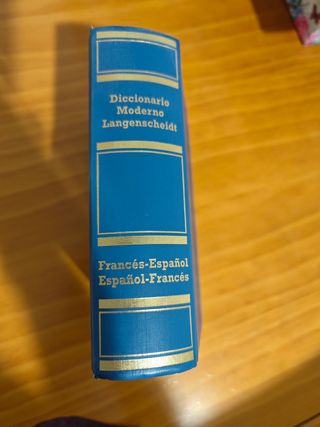 Diccionario
Moderno
Langenscheidt
Francés-Español
Español-Francés